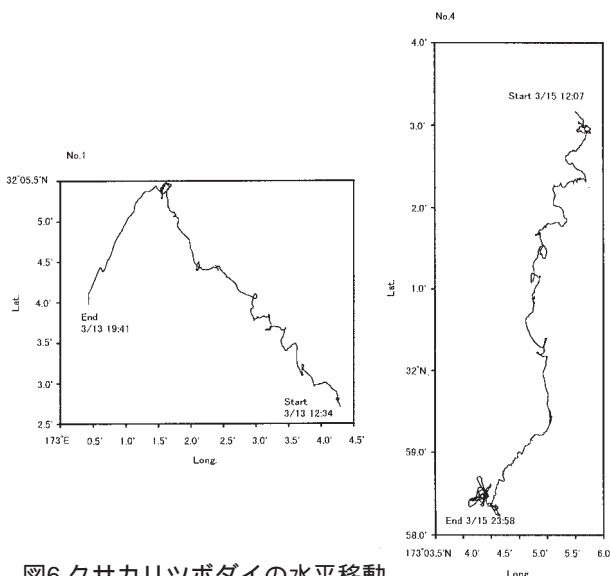 No.1
32°05.5'N
5.0'
4.5'
4.0'
3.5'
3.0'
2.5'
Lat.
End
3/13 19:41
Start
3/13 12:34
173°E 0.5' 1.0' 1.5' 2.0' 2.5' 3.0' 3.5' 4.0' 4.5'
Long.
No.4
4.0'
3.0'
2.0'
1.0'
32°N
59.0'
58.0'
Lat.
Start 3/15 12:07
End 3/15 23:58
173°03.5'E 4.0' 4.5' 5.0' 5.5' 6.0'
Long.
図6 クサカリツボダイの水平移動